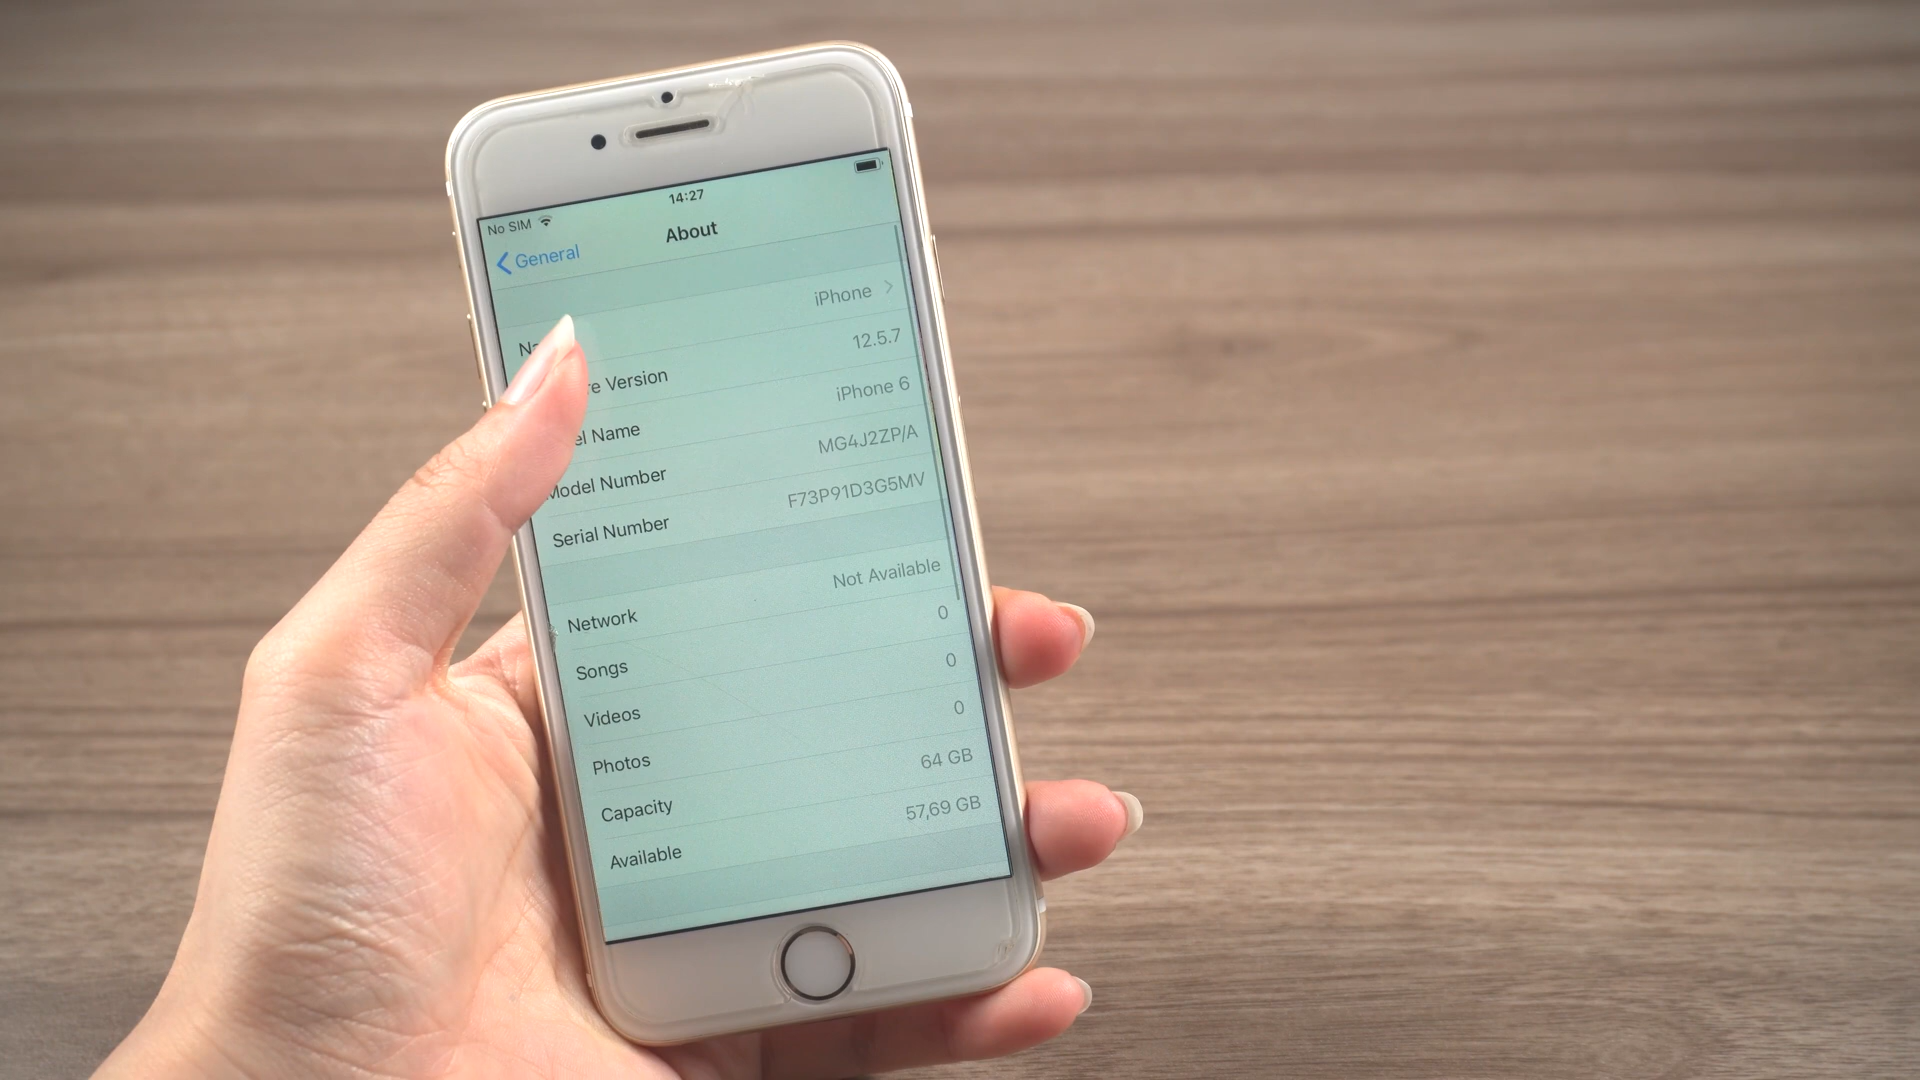 No SIM 14:27
General About
iPhone
Version 12.5.7
Name iPhone 6
Model Number MG4J2ZP/A
Serial Number F73P91D3G5MV
Network Not Available
Songs 0
Videos 0
Photos 0
Capacity 64 GB
Available 57,69 GB